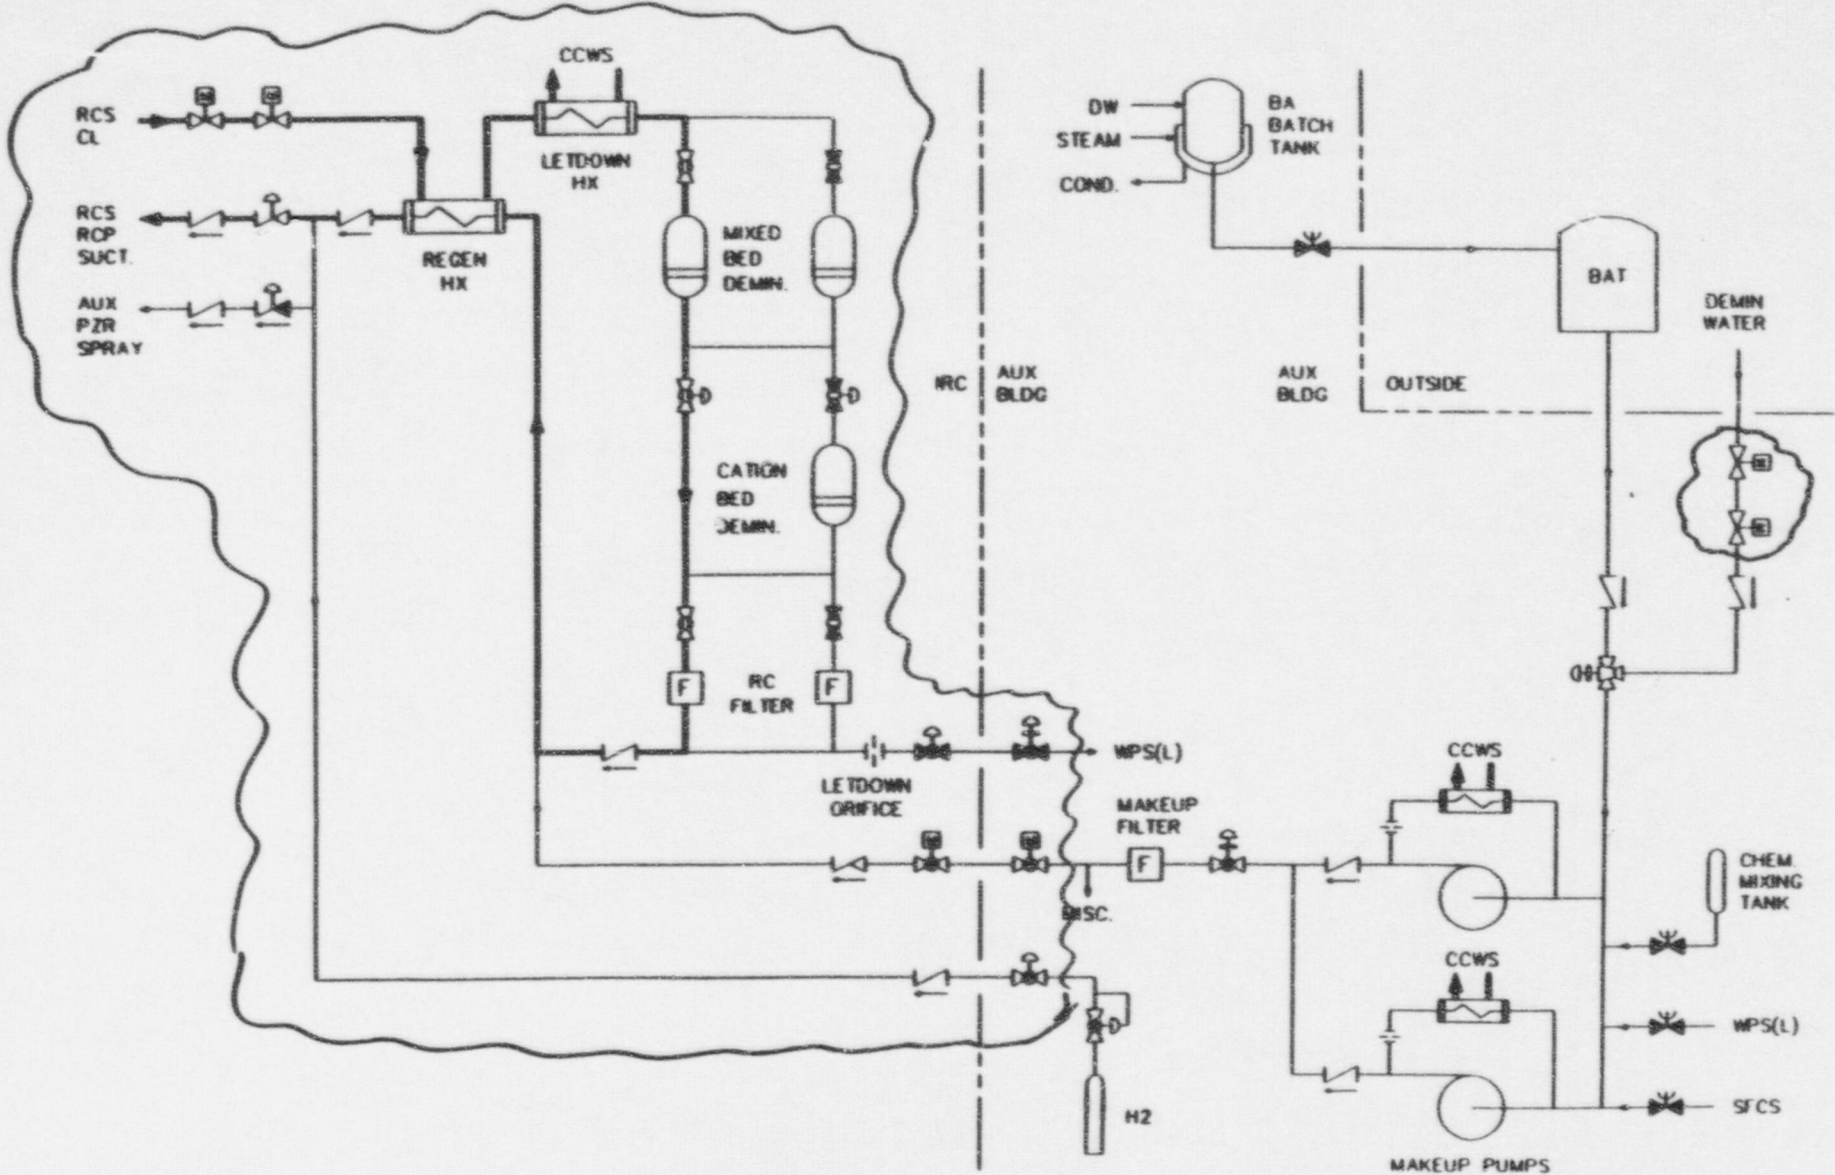 CCWS
RCS
CL
LETDOWN
HX
RCS
RCP
SUCT.
REGEN
HX
AUX
PZR
SPRAY
MIXED
BED
DEMIN.
CATION
BED
DEMIN.
F
RC
FILTER
F
LETDOWN
ORIFICE
IRC
AUX
BLDG
DW
STEAM
COND.
BA
BATCH
TANK
AUX
BLDG
OUTSIDE
BAT
DEMIN
WATER
WPS(L)
MAKEUP
FILTER
F
MISC.
H2
CCWS
CCWS
CHEM.
MIXING
TANK
WPS(L)
SFCS
MAKEUP PUMPS